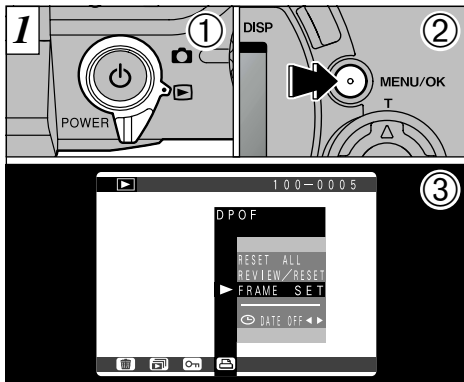 1
①
POWER
DISP
②
MENU/OK
T
③
100-0005
DPOF
RESET ALL
REVIEW/RESET
FRAME SET
DATE OFF